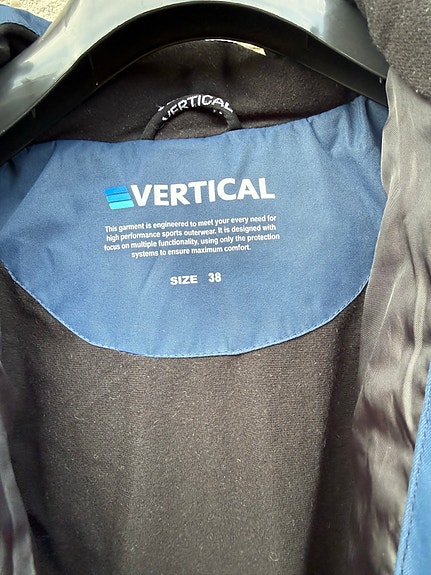 VERTICAL
VERTICAL
This garment is engineered to meet your every need for
high performance sports outerwear. It is designed with
focus on multiple functionality, using only the protection
systems to ensure maximum comfort.
SIZE 38